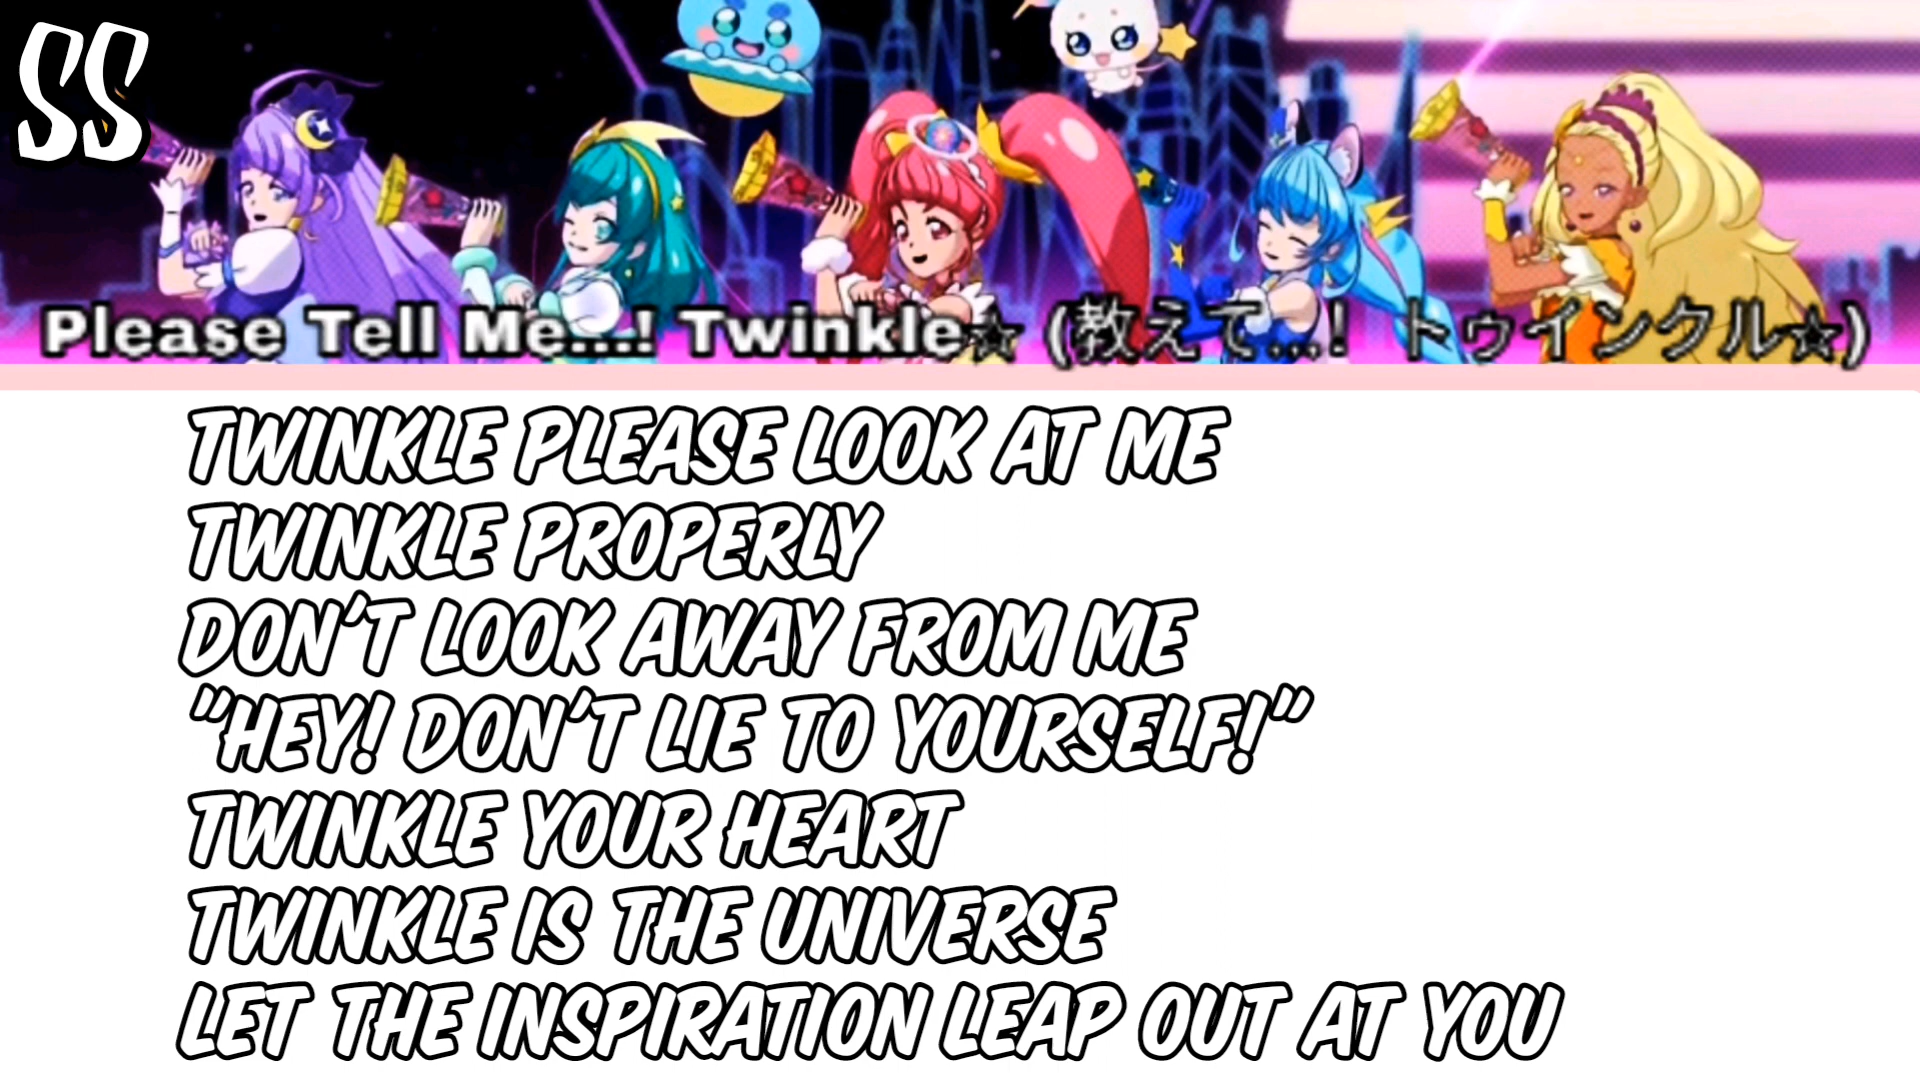 SS
Please Tell Me...! Twinkle☆ (教えて...! トゥインクル☆)
TWINKLE PLEASE LOOK AT ME
TWINKLE PROPERLY
DON'T LOOK AWAY FROM ME
"HEY! DON'T LIE TO YOURSELF!"
TWINKLE YOUR HEART
TWINKLE IS THE UNIVERSE
LET THE INSPIRATION LEAP OUT AT YOU